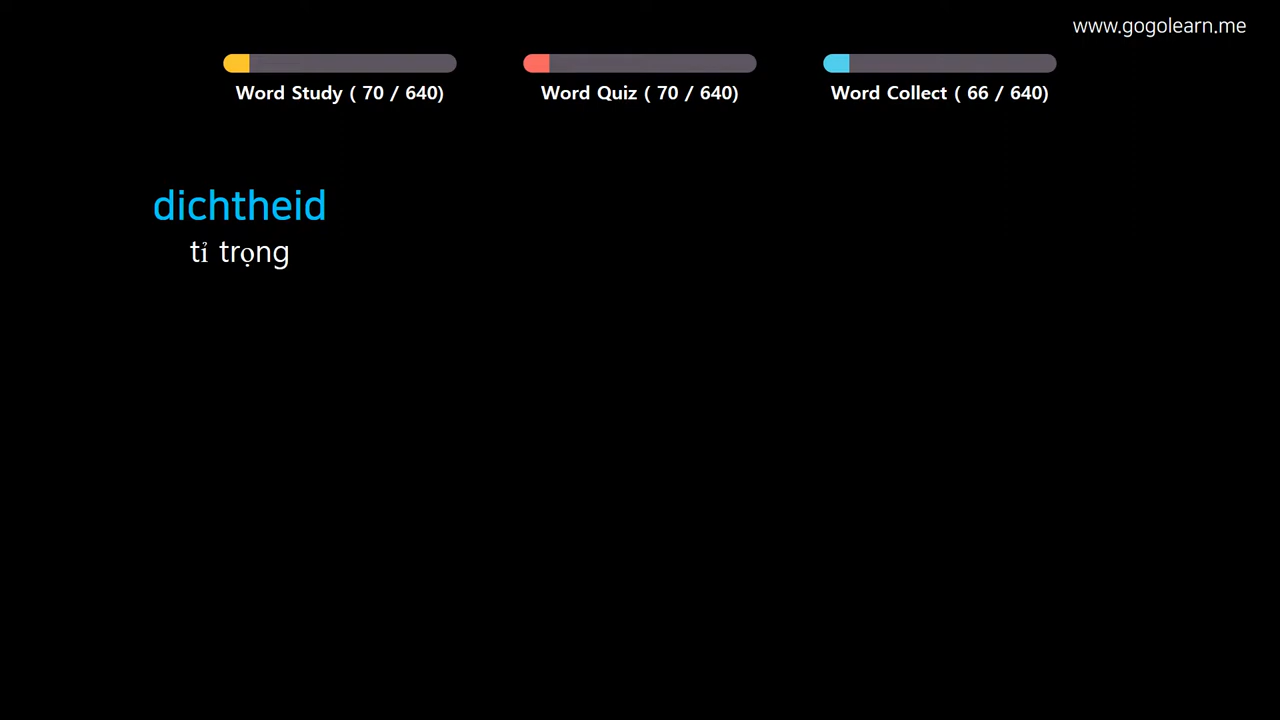 www.gogolearn.me
Word Study ( 70 / 640)
Word Quiz ( 70 / 640)
Word Collect ( 66 / 640)
dichtheid
tỉ trọng